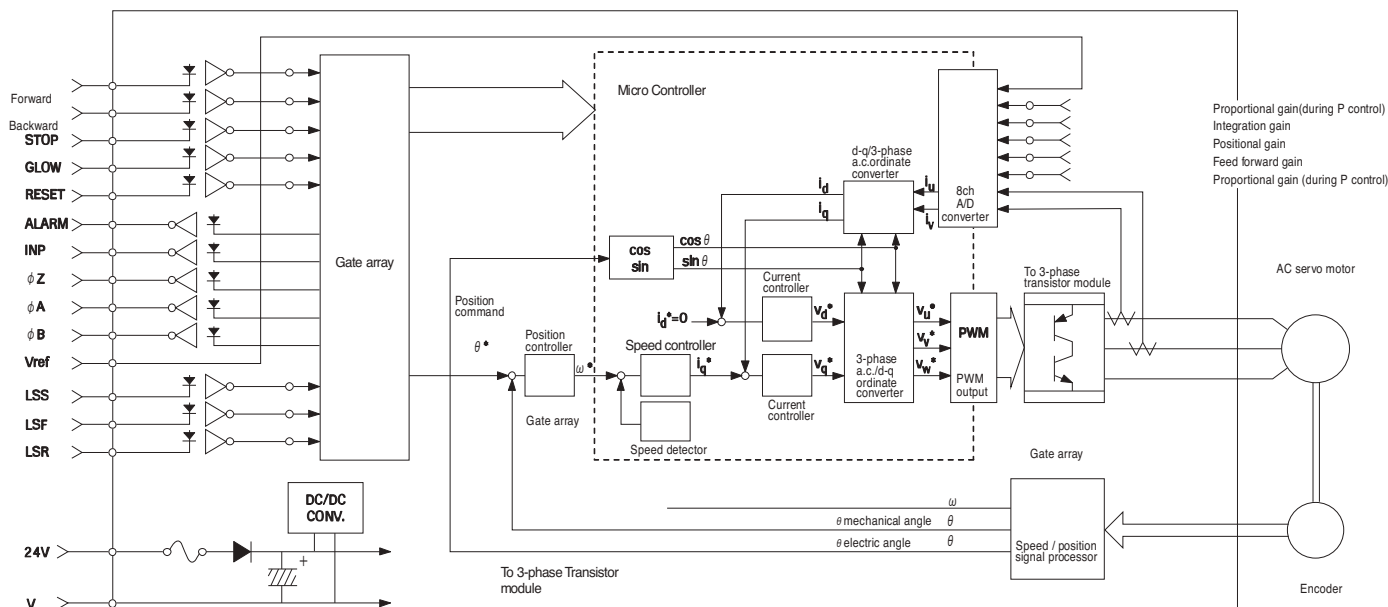 Forward
Backward
STOP
GLOW
RESET
ALARM
INP
ϕZ
ϕA
ϕB
Vref
LSS
LSF
LSR
24V
V
Gate array
DC/DC
CONV.
+
Micro Controller
Position
command
θ*
Position
controller
ω*
Gate array
cos
sin
cos θ
sin θ
id*=0
Speed controller
iq*
Speed detector
Current
controller
vd*
vq*
Current
controller
d-q/3-phase
a.c.ordinate
converter
id
iq
iu
iv
8ch
A/D
converter
3-phase
a.c./d-q
ordinate
converter
vu*
vv*
vw*
PWM
PWM
output
To 3-phase
transistor module
Proportional gain(during P control)
Integration gain
Positional gain
Feed forward gain
Proportional gain (during P control)
AC servo motor
Gate array
ω
θ mechanical angle θ
θ electric angle θ
Speed / position
signal processor
To 3-phase Transistor
module
Encoder